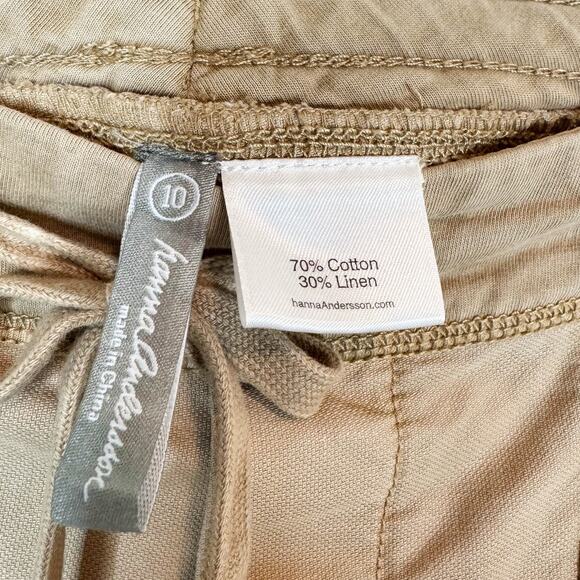 10
hanna Andersson
made in China
70% Cotton
30% Linen
hannaAndersson.com